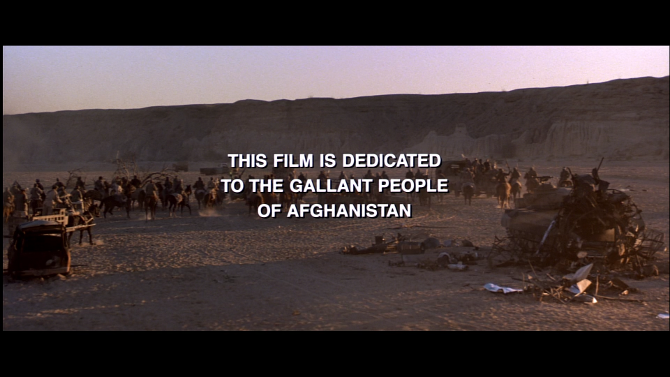 THIS FILM IS DEDICATED
TO THE GALLANT PEOPLE
OF AFGHANISTAN